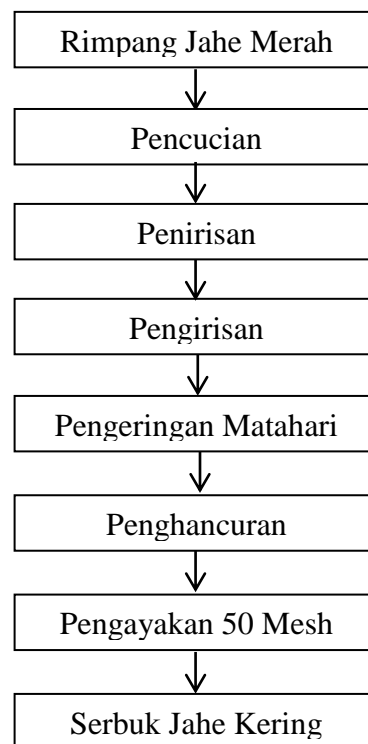 Rimpang Jahe Merah
Pencucian
Penirisan
Pengirisan
Pengeringan Matahari
Penghancuran
Pengayakan 50 Mesh
Serbuk Jahe Kering